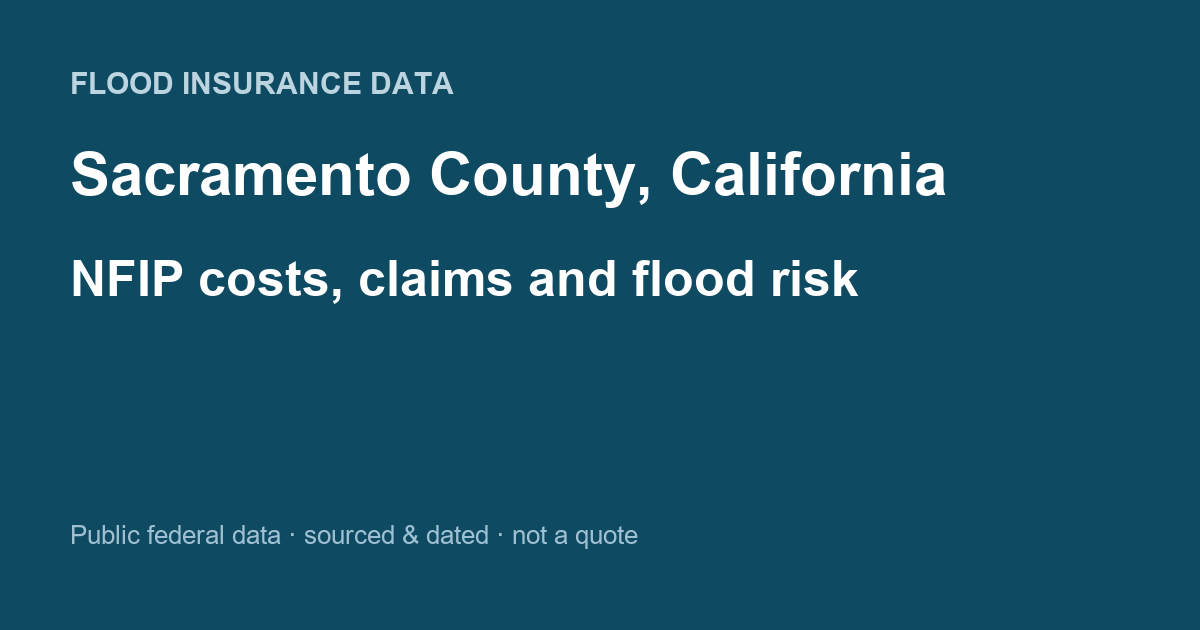 FLOOD INSURANCE DATA
Sacramento County, California
NFIP costs, claims and flood risk
Public federal data · sourced & dated · not a quote